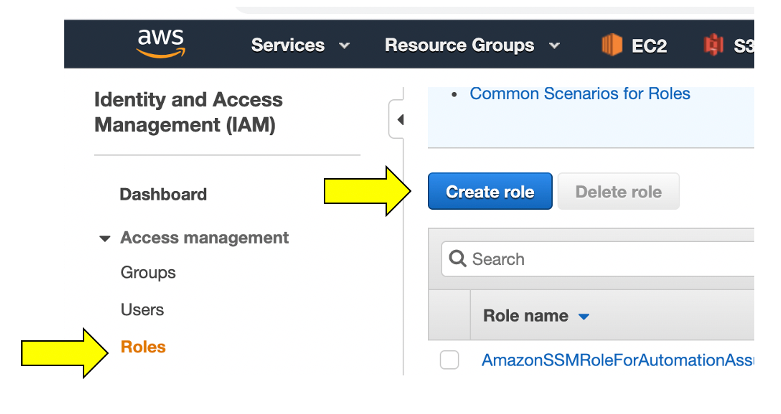 aws
Services
Resource Groups
EC2
S3
Identity and Access
Management (IAM)
Dashboard
Access management
Groups
Users
Roles
Common Scenarios for Roles
Create role
Delete role
Search
Role name
AmazonSSMRoleForAutomationAss